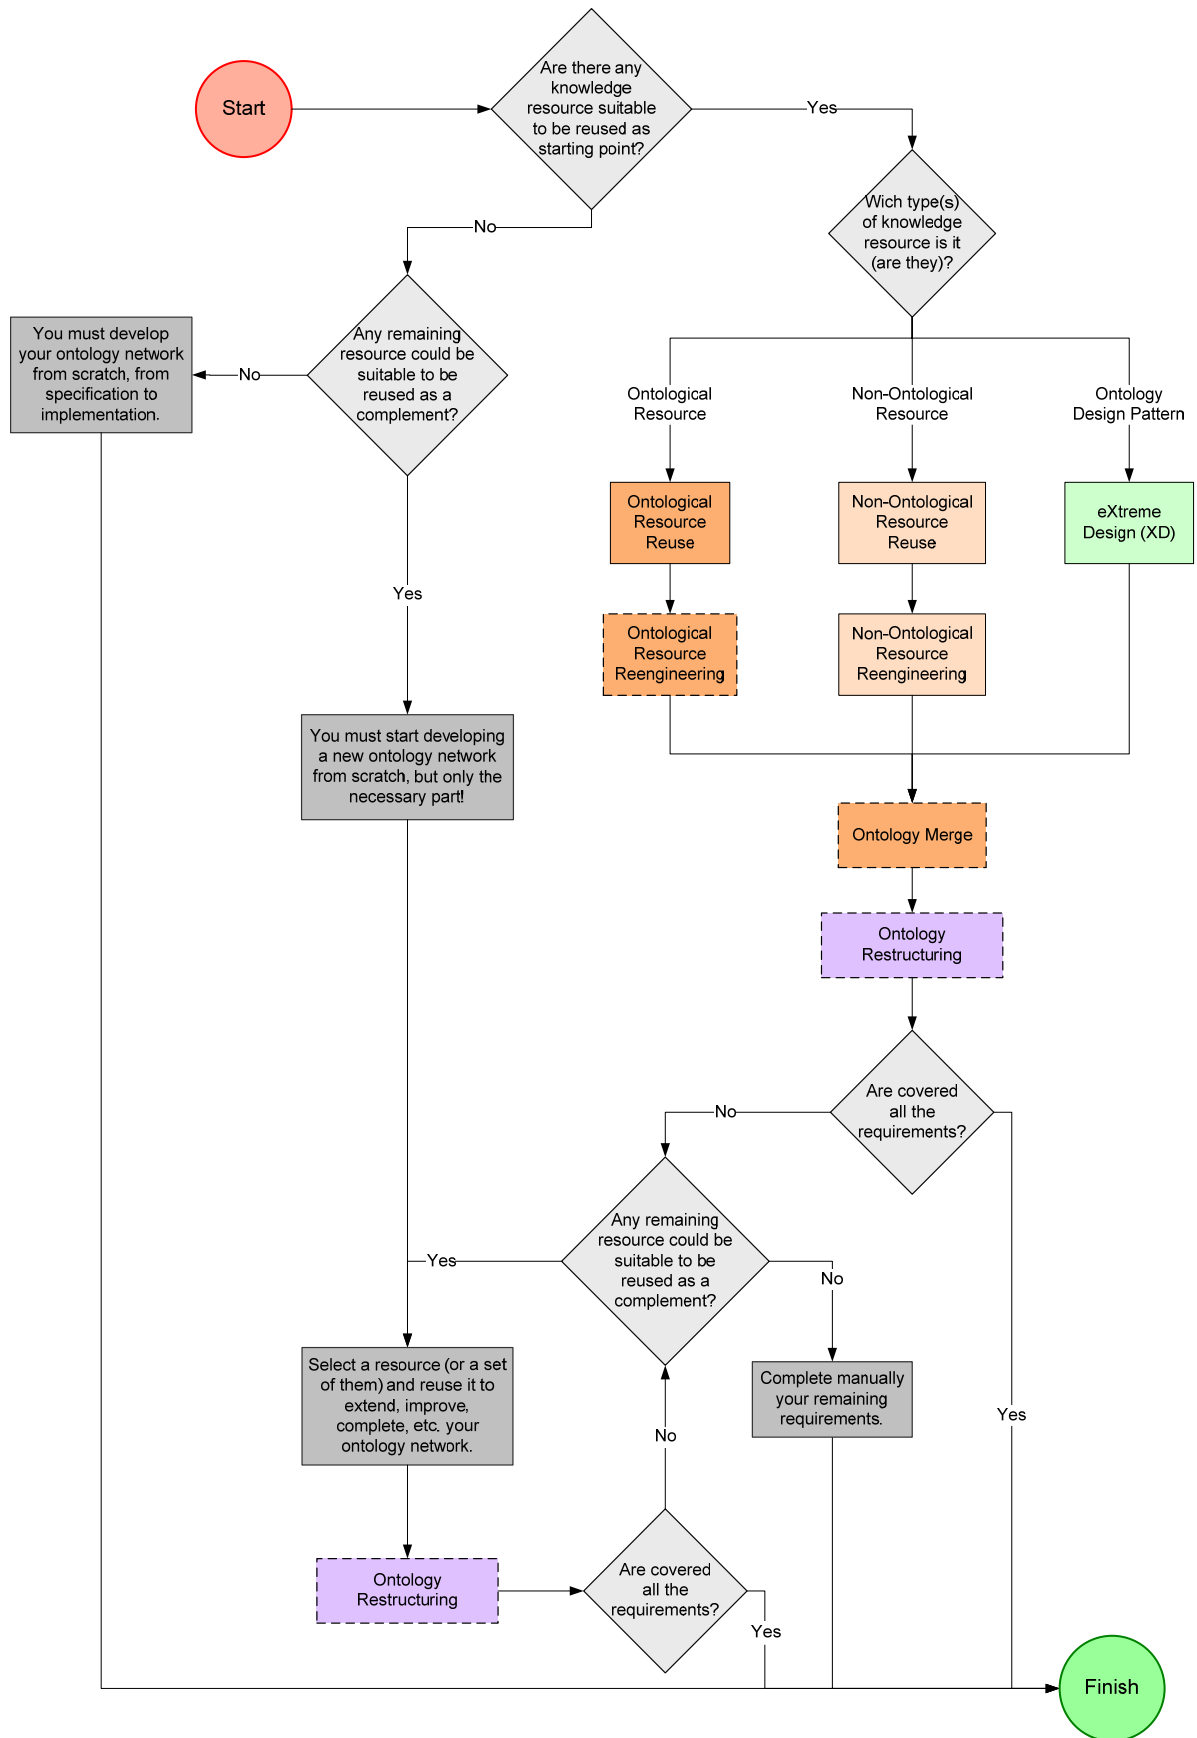 Start
Are there any
knowledge
resource suitable
to be reused as
starting point?
Yes
Wich type(s)
of knowledge
resource is it
(are they)?
No
You must develop
your ontology network
from scratch, from
specification to
implementation.
No
Any remaining
resource could be
suitable to be
reused as a
complement?
Ontological
Resource
Non-Ontological
Resource
Ontology
Design Pattern
Ontological
Resource
Reuse
Non-Ontological
Resource
Reuse
eXtreme
Design (XD)
Yes
Ontological
Resource
Reengineering
Non-Ontological
Resource
Reengineering
You must start developing
a new ontology network
from scratch, but only the
necessary part!
Ontology Merge
Ontology
Restructuring
Are covered
all the
requirements?
No
Any remaining
resource could be
suitable to be
reused as a
complement?
Yes
No
Select a resource (or a set
of them) and reuse it to
extend, improve,
complete, etc. your
ontology network.
Complete manually
your remaining
requirements.
Yes
No
Ontology
Restructuring
Are covered
all the
requirements?
Yes
Finish